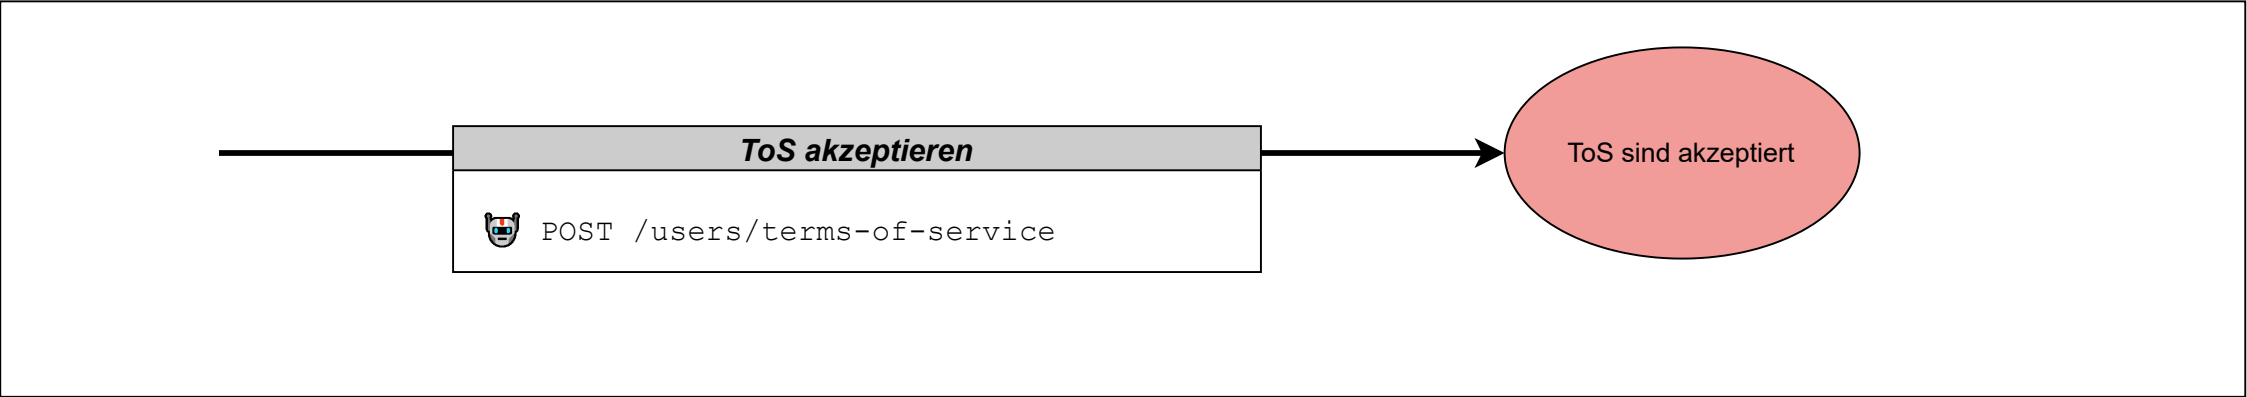 ToS akzeptieren
ToS sind akzeptiert
POST /users/terms-of-service